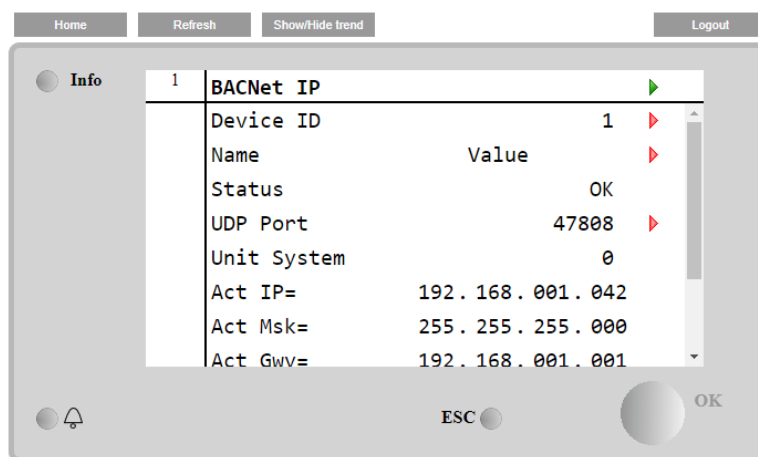 Home Refresh Show/Hide trend Logout
Info
1 BACNet IP
Device ID 1
Name Value
Status OK
UDP Port 47808
Unit System 0
Act IP= 192.168.001.042
Act Msk= 255.255.255.000
Act Gwy= 192.168.001.001
ESC OK